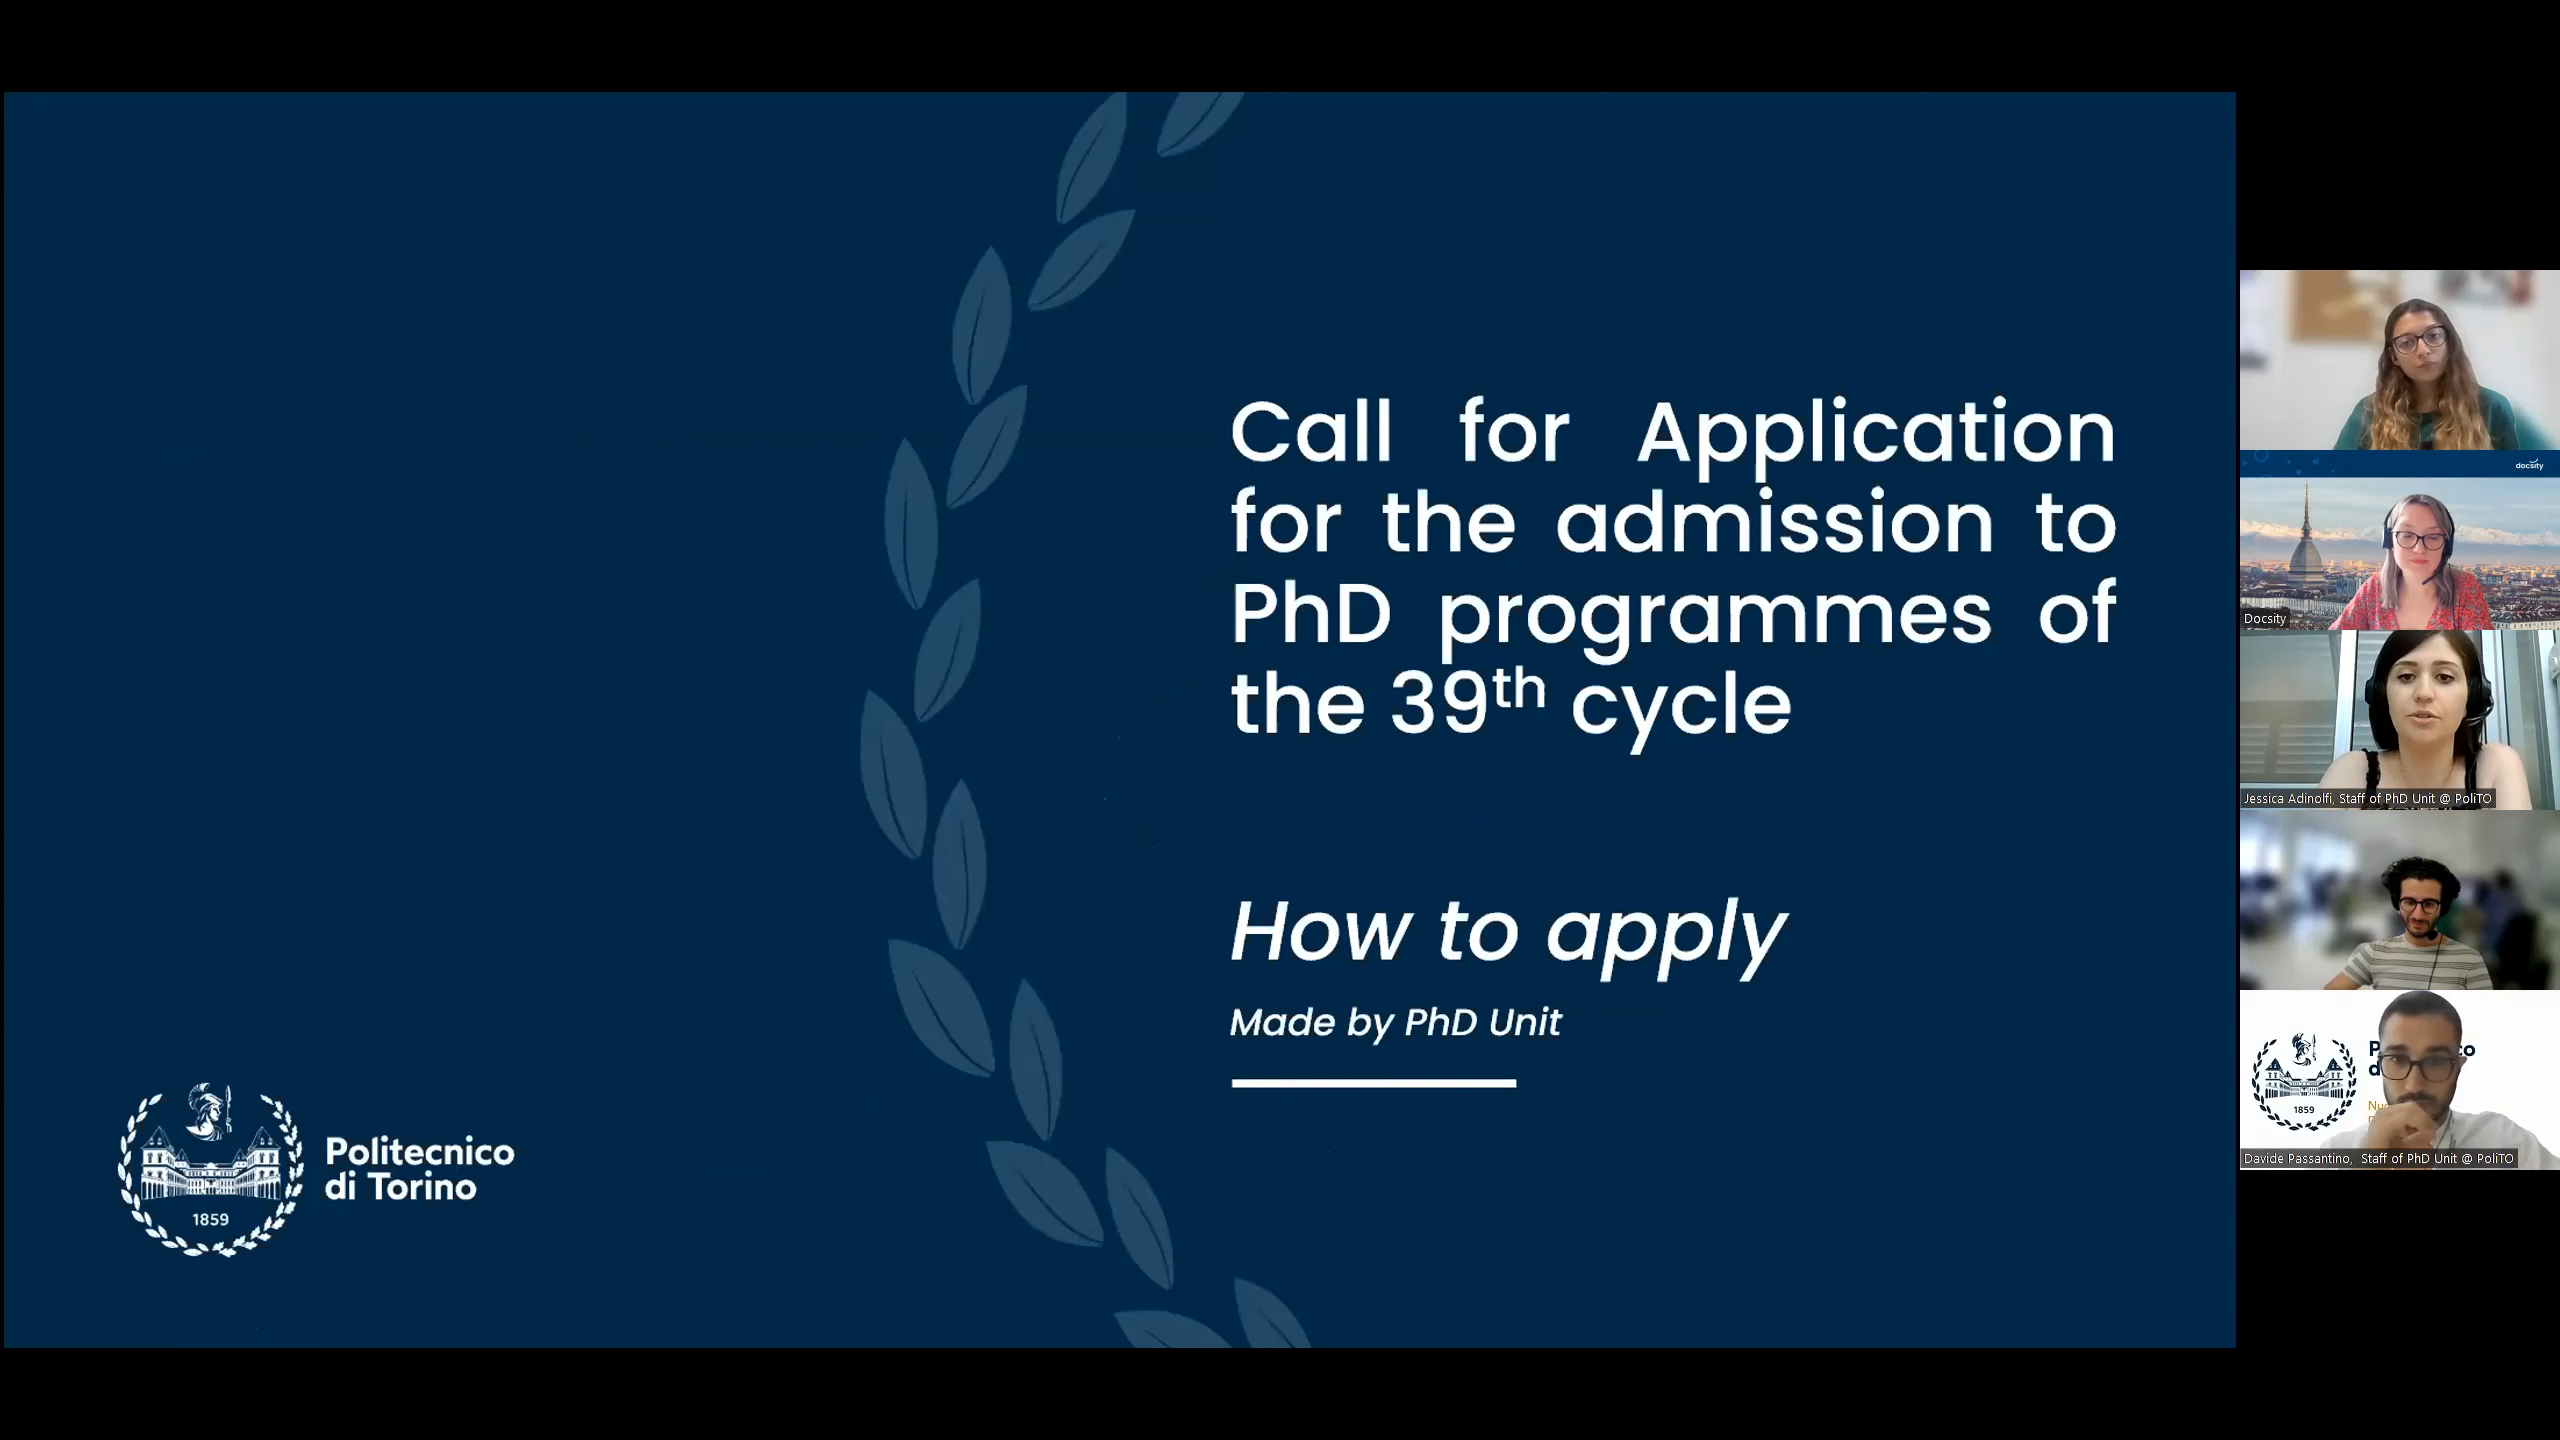 Call for Application
for the admission to
PhD programmes of
the 39th cycle
How to apply
Made by PhD Unit
Politecnico
di Torino
1859
docsity
Docsity
Jessica Adinolfi, Staff of PhD Unit @ PoliTO
1859
Davide Passantino, Staff of PhD Unit @ PoliTO